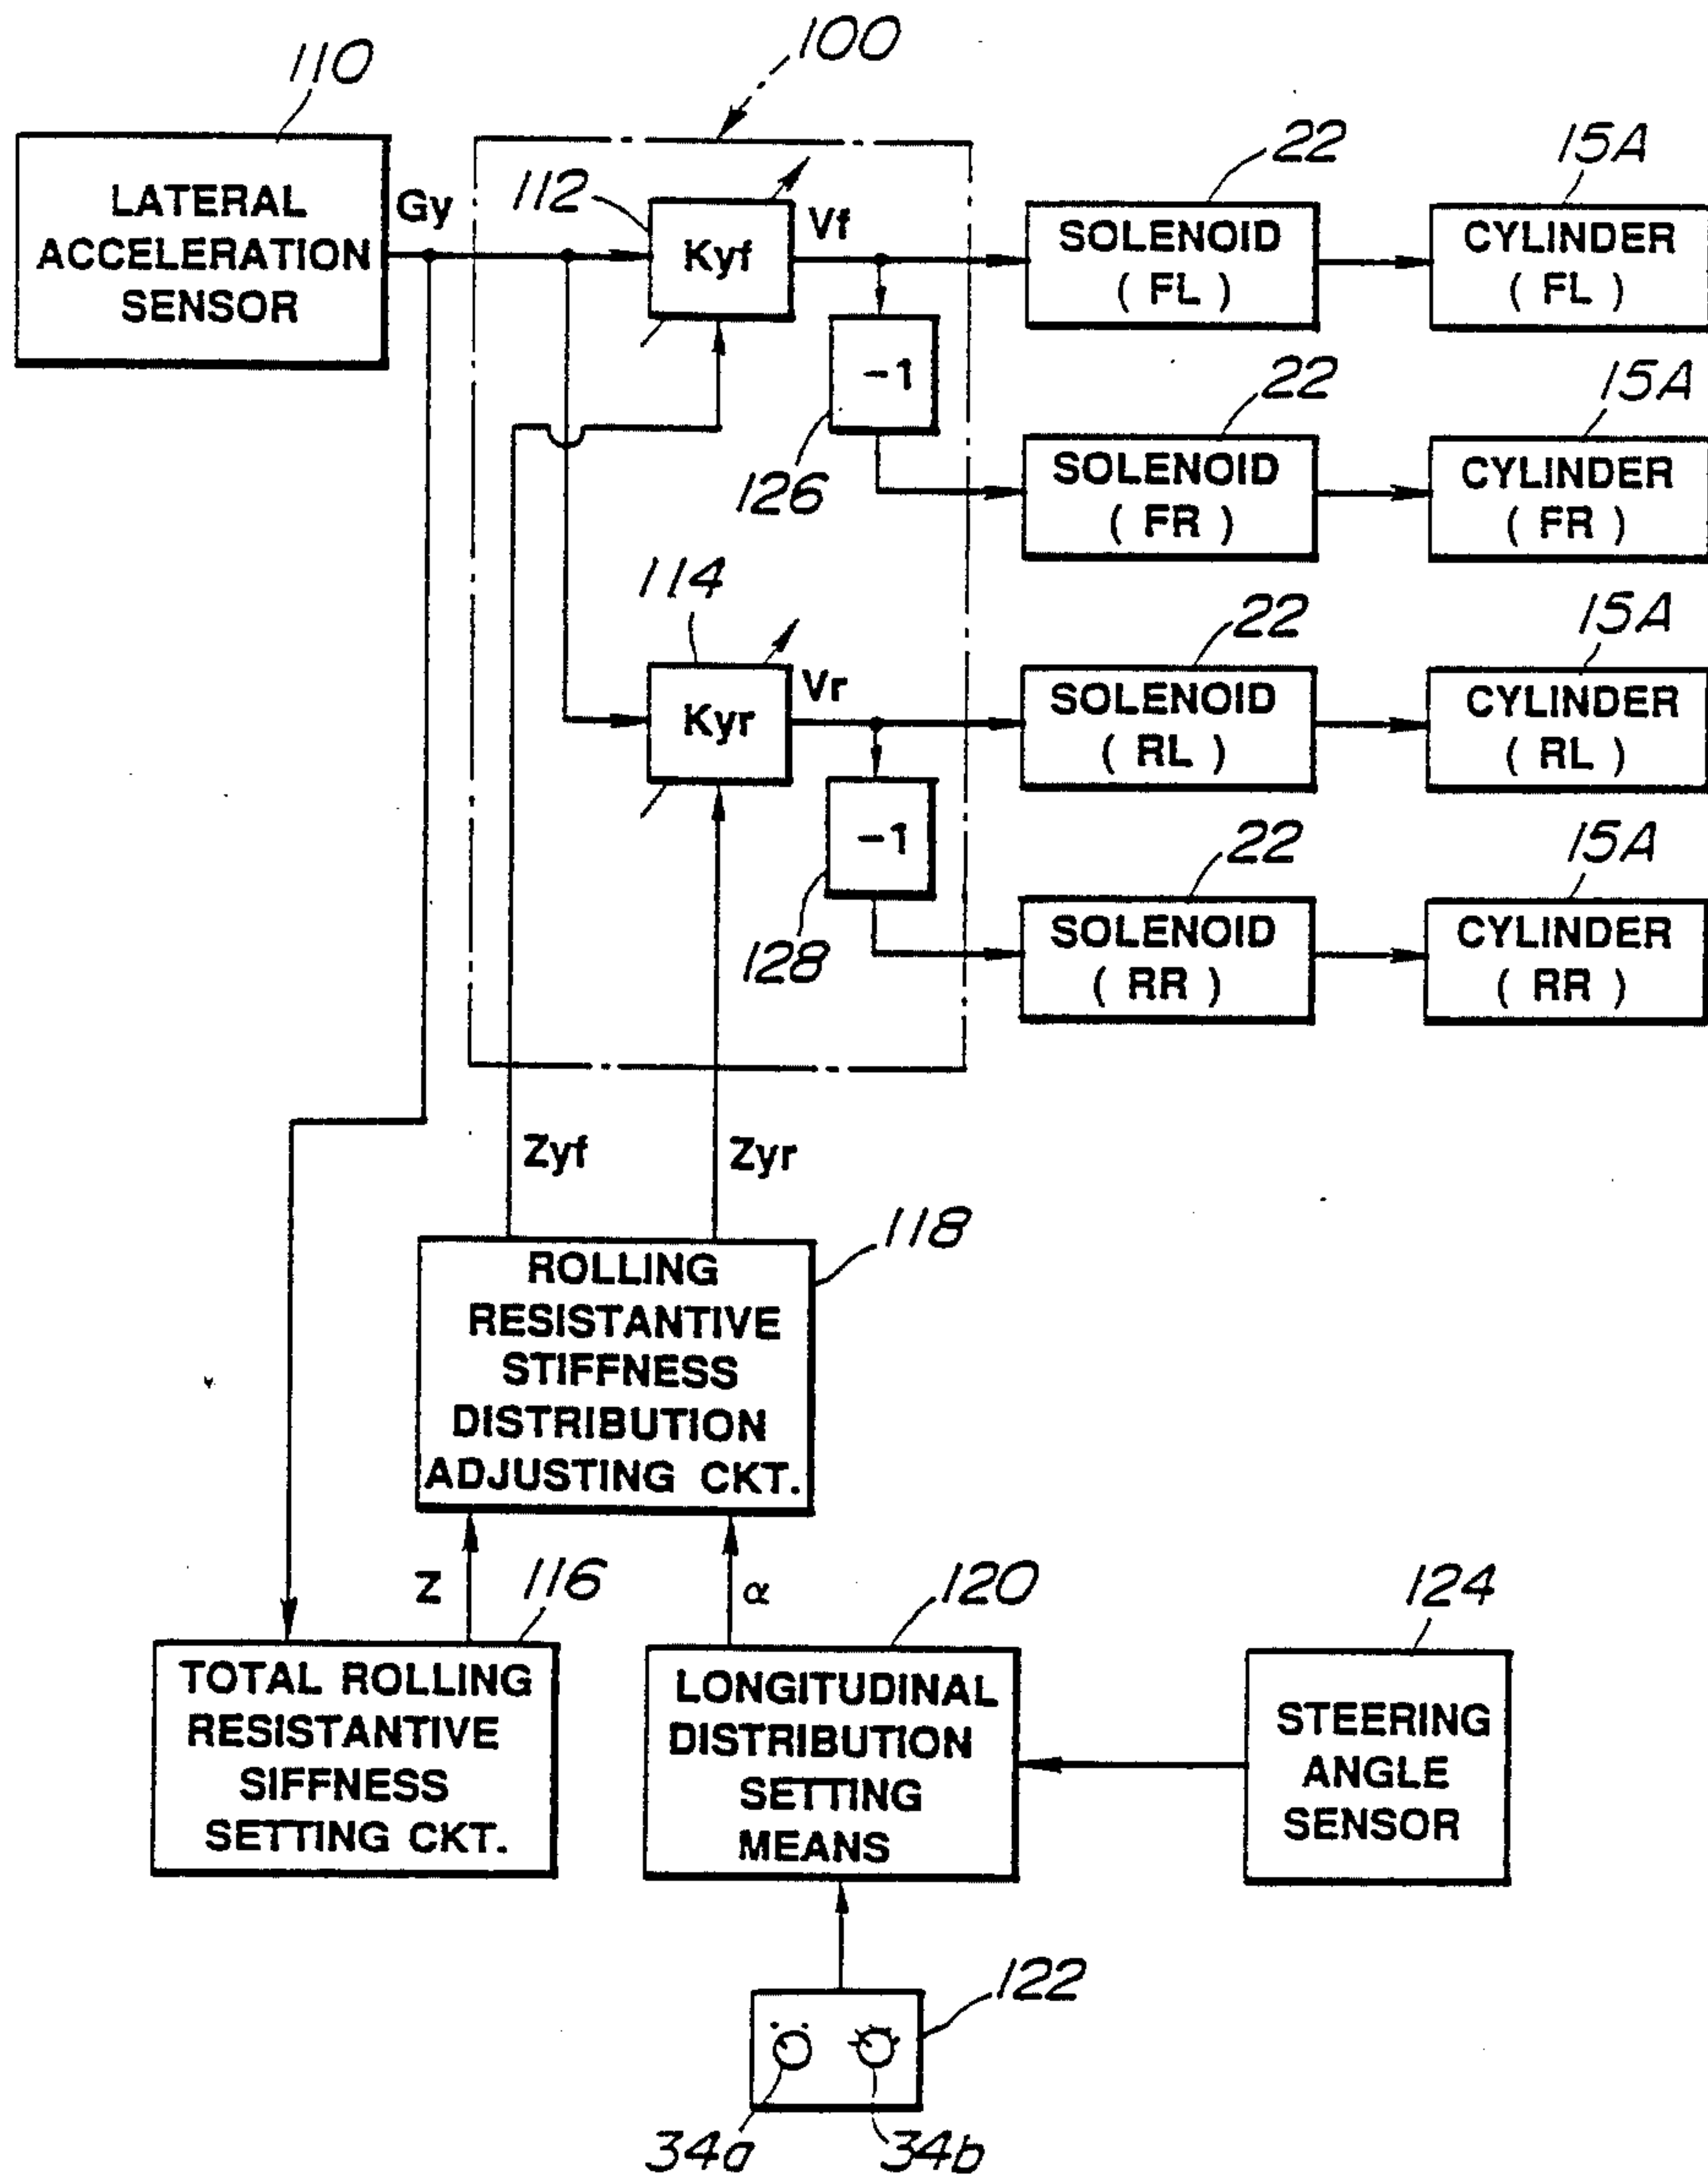 100
110
LATERAL
ACCELERATION
SENSOR
Gy
112
Kyf
Vf
22
SOLENOID
( FL )
15A
CYLINDER
( FL )
-1
126
22
SOLENOID
( FR )
15A
CYLINDER
( FR )
114
Kyr
Vr
22
SOLENOID
( RL )
15A
CYLINDER
( RL )
-1
128
22
SOLENOID
( RR )
15A
CYLINDER
( RR )
Zyf
Zyr
118
ROLLING
RESISTANTIVE
STIFFNESS
DISTRIBUTION
ADJUSTING CKT.
Z
116
α
120
124
TOTAL ROLLING
RESISTANTIVE
SIFFNESS
SETTING CKT.
LONGITUDINAL
DISTRIBUTION
SETTING
MEANS
STEERING
ANGLE
SENSOR
122
34a
34b